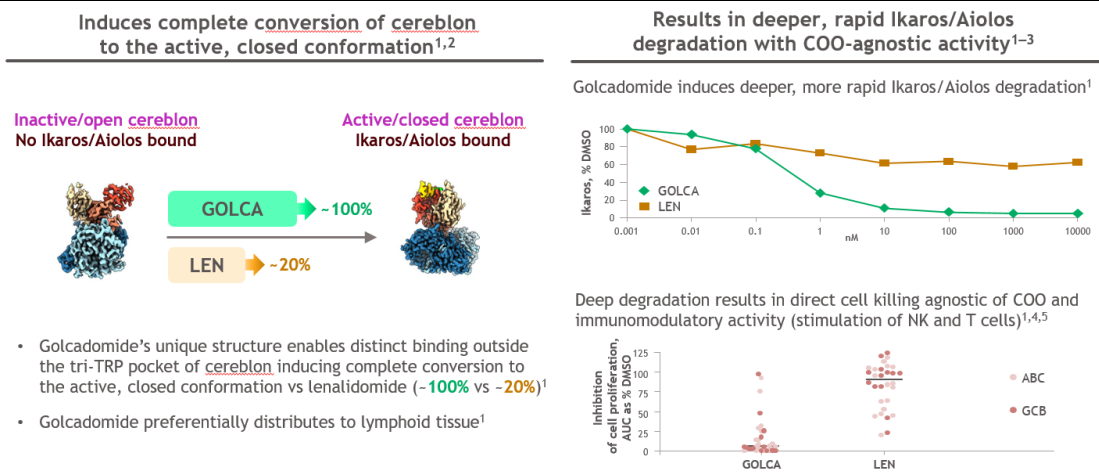 Induces complete conversion of cereblon
to the active, closed conformation1,2
Inactive/open cereblon
No Ikaros/Aiolos bound
Active/closed cereblon
Ikaros/Aiolos bound
GOLCA
~100%
LEN
~20%
• Golcadomide’s unique structure enables distinct binding outside
the tri-TRP pocket of cereblon inducing complete conversion to
the active, closed conformation vs lenalidomide (~100% vs ~20%)1
• Golcadomide preferentially distributes to lymphoid tissue1
Results in deeper, rapid Ikaros/Aiolos
degradation with COO-agnostic activity1–3
Golcadomide induces deeper, more rapid Ikaros/Aiolos degradation1
Ikaros, % DMSO
100
80
60
40
20
0
GOLCA
LEN
0.001 0.01 0.1 1 10 100 1000 10000
nM
Deep degradation results in direct cell killing agnostic of COO and
immunomodulatory activity (stimulation of NK and T cells)1,4,5
Inhibition
of cell proliferation,
AUC as % DMSO
125
100
75
50
25
0
GOLCA LEN
ABC
GCB